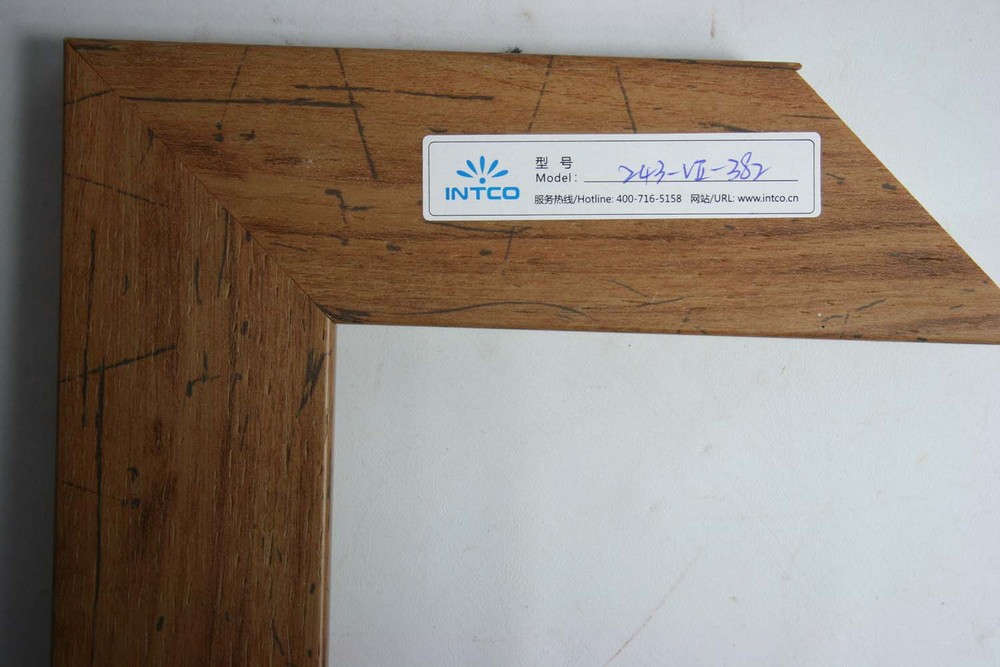 INTCO
型号
Model: 243-VII-382
服务热线/Hotline: 400-716-5158 网站/URL: www.intco.cn